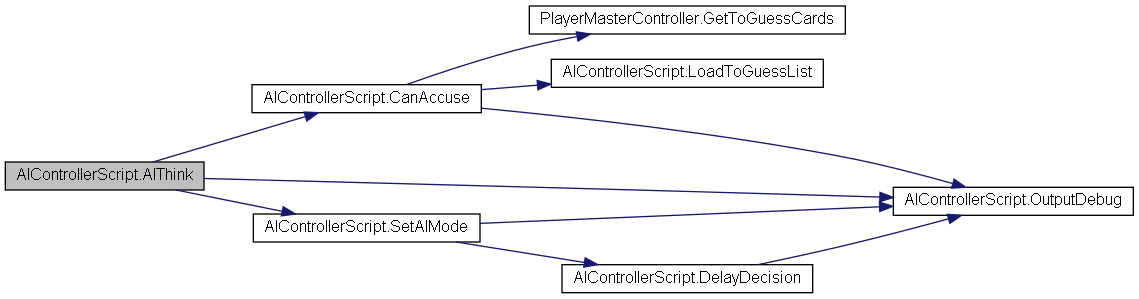 PlayerMasterController.GetToGuessCards
AIControllerScript.LoadToGuessList
AIControllerScript.CanAccuse
AIControllerScript.AIThink
AIControllerScript.OutputDebug
AIControllerScript.SetAIMode
AIControllerScript.DelayDecision